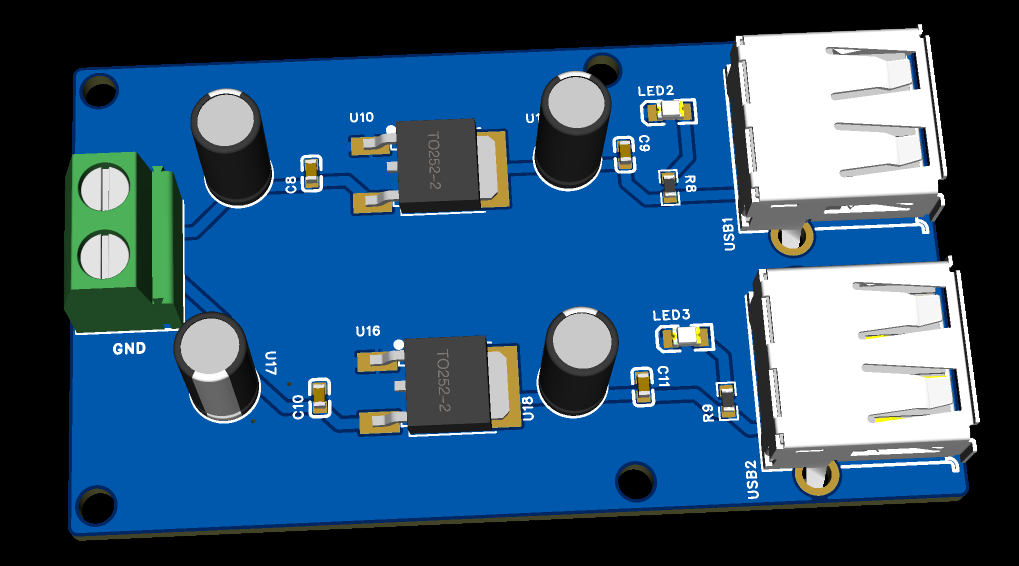 LED2
U10
U1
C9
TO252-2
C8
R8
USB1
LED3
U16
GND
U17
TO252-2
C11
C10
U18
R9
USB2